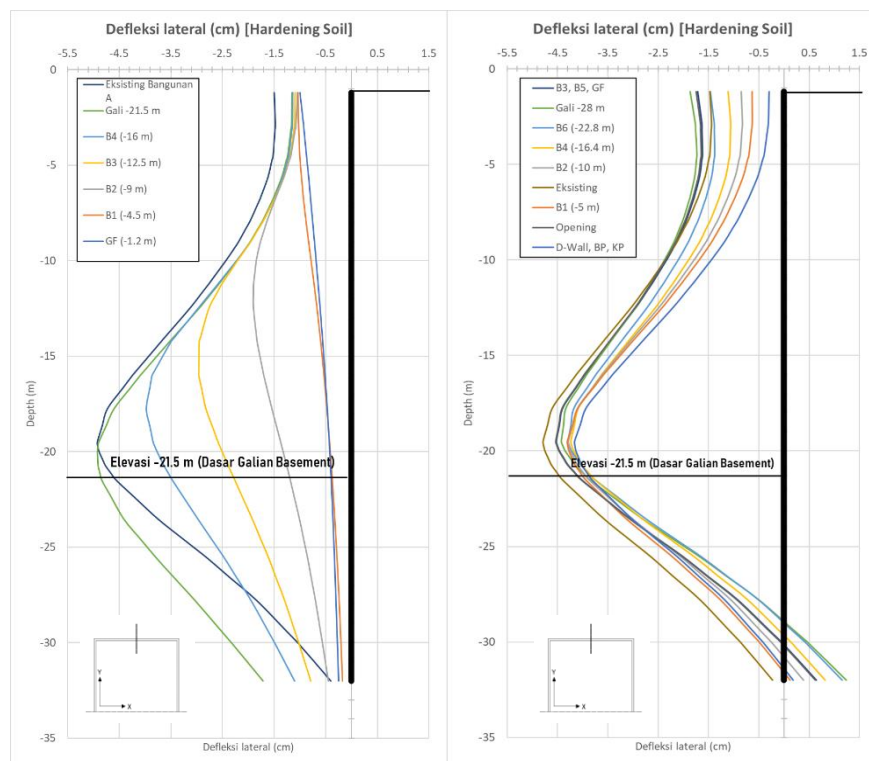 Defleksi lateral (cm) [Hardening Soil]
-5.5 -4.5 -3.5 -2.5 -1.5 -0.5 0.5 1.5
0
-5
-10
-15
-20
-25
-30
-35
Depth (m)
Eksisting Bangunan
A
Gali -21.5 m
B4 (-16 m)
B3 (-12.5 m)
B2 (-9 m)
B1 (-4.5 m)
GF (-1.2 m)
Elevasi -21.5 m (Dasar Galian Basement)
Y
X
Defleksi lateral (cm)
Defleksi lateral (cm) [Hardening Soil]
-5.5 -4.5 -3.5 -2.5 -1.5 -0.5 0.5 1.5
0
-5
-10
-15
-20
-25
-30
-35
Depth (m)
B3, B5, GF
Gali -28 m
B6 (-22.8 m)
B4 (-16.4 m)
B2 (-10 m)
Eksisting
B1 (-5 m)
Opening
D-Wall, BP, KP
Elevasi -21.5 m (Dasar Galian Basement)
Y
X
Defleksi lateral (cm)